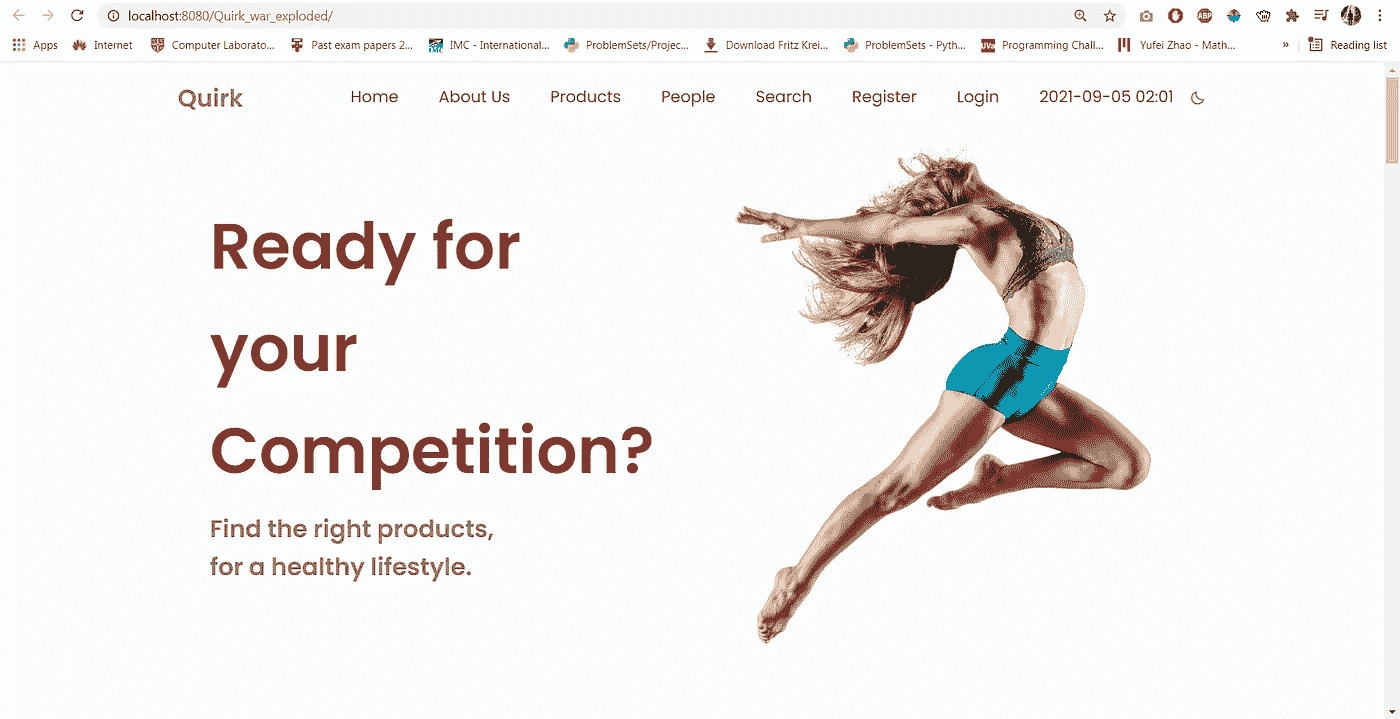 localhost:8080/Quirk_war_exploded/
Apps Internet Computer Laborato... Past exam papers 2... IMC - International... ProblemSets/Projec... Download Fritz Krei... ProblemSets - Pyth... UVa Programming Chall... Yufei Zhao - Math... » Reading list
Quirk Home About Us Products People Search Register Login 2021-09-05 02:01
Ready for
your
Competition?
Find the right products,
for a healthy lifestyle.